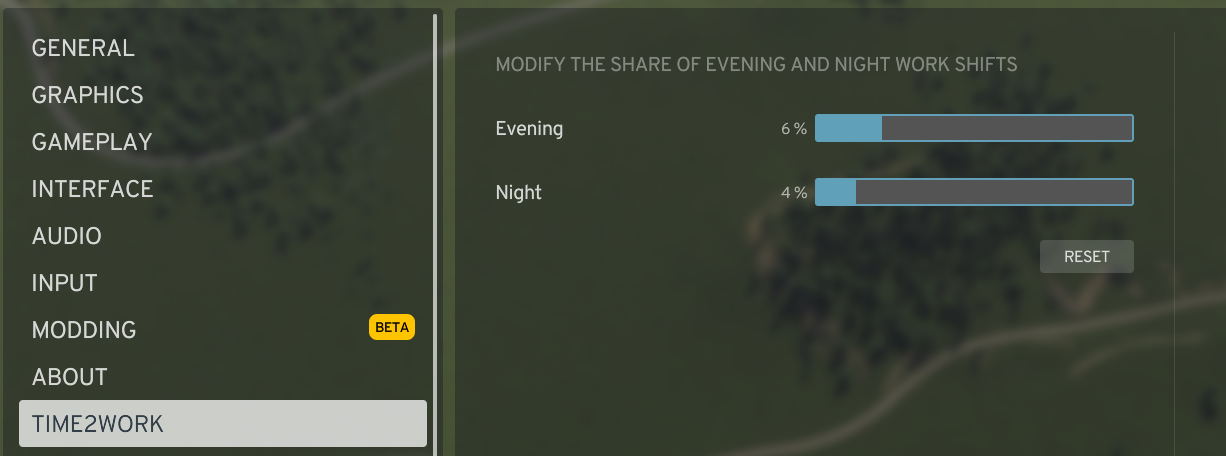 GENERAL
GRAPHICS
GAMEPLAY
INTERFACE
AUDIO
INPUT
MODDING BETA
ABOUT
TIME2WORK
MODIFY THE SHARE OF EVENING AND NIGHT WORK SHIFTS
Evening 6 %
Night 4 %
RESET